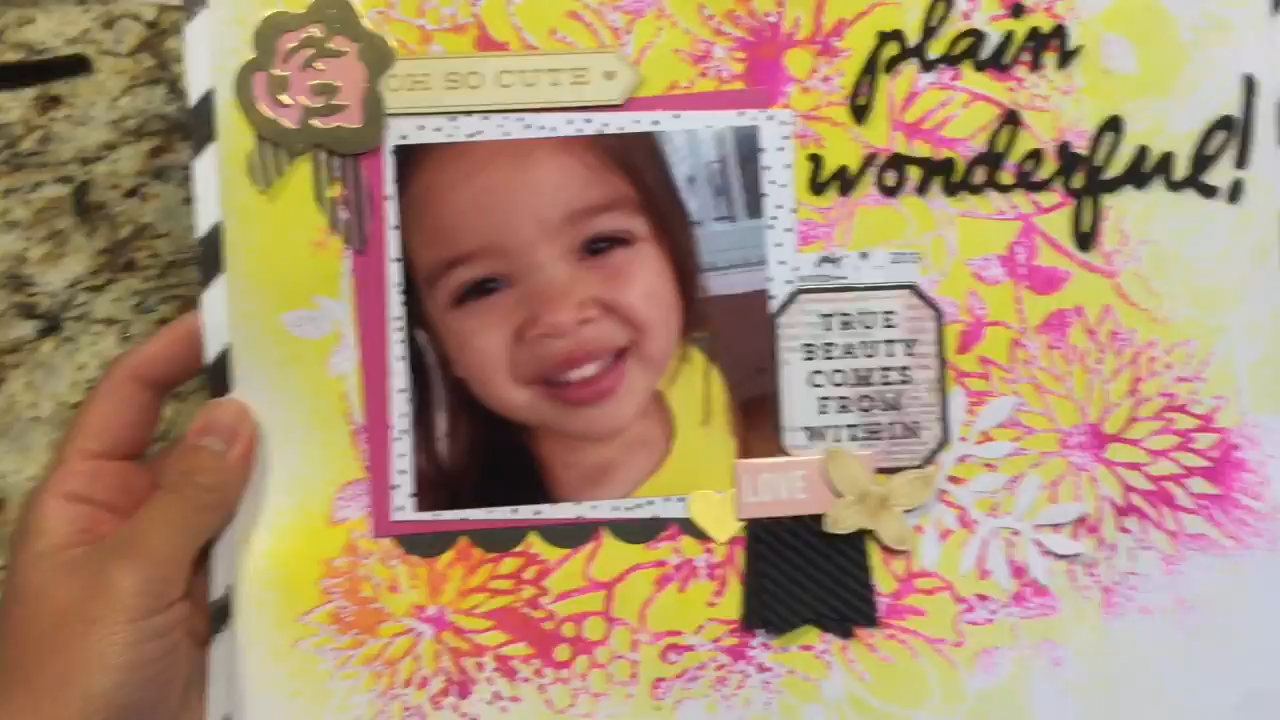 OH SO CUTE
plain
wonderful!
TRUE
BEAUTY
COMES
FROM
WITHIN
LOVE